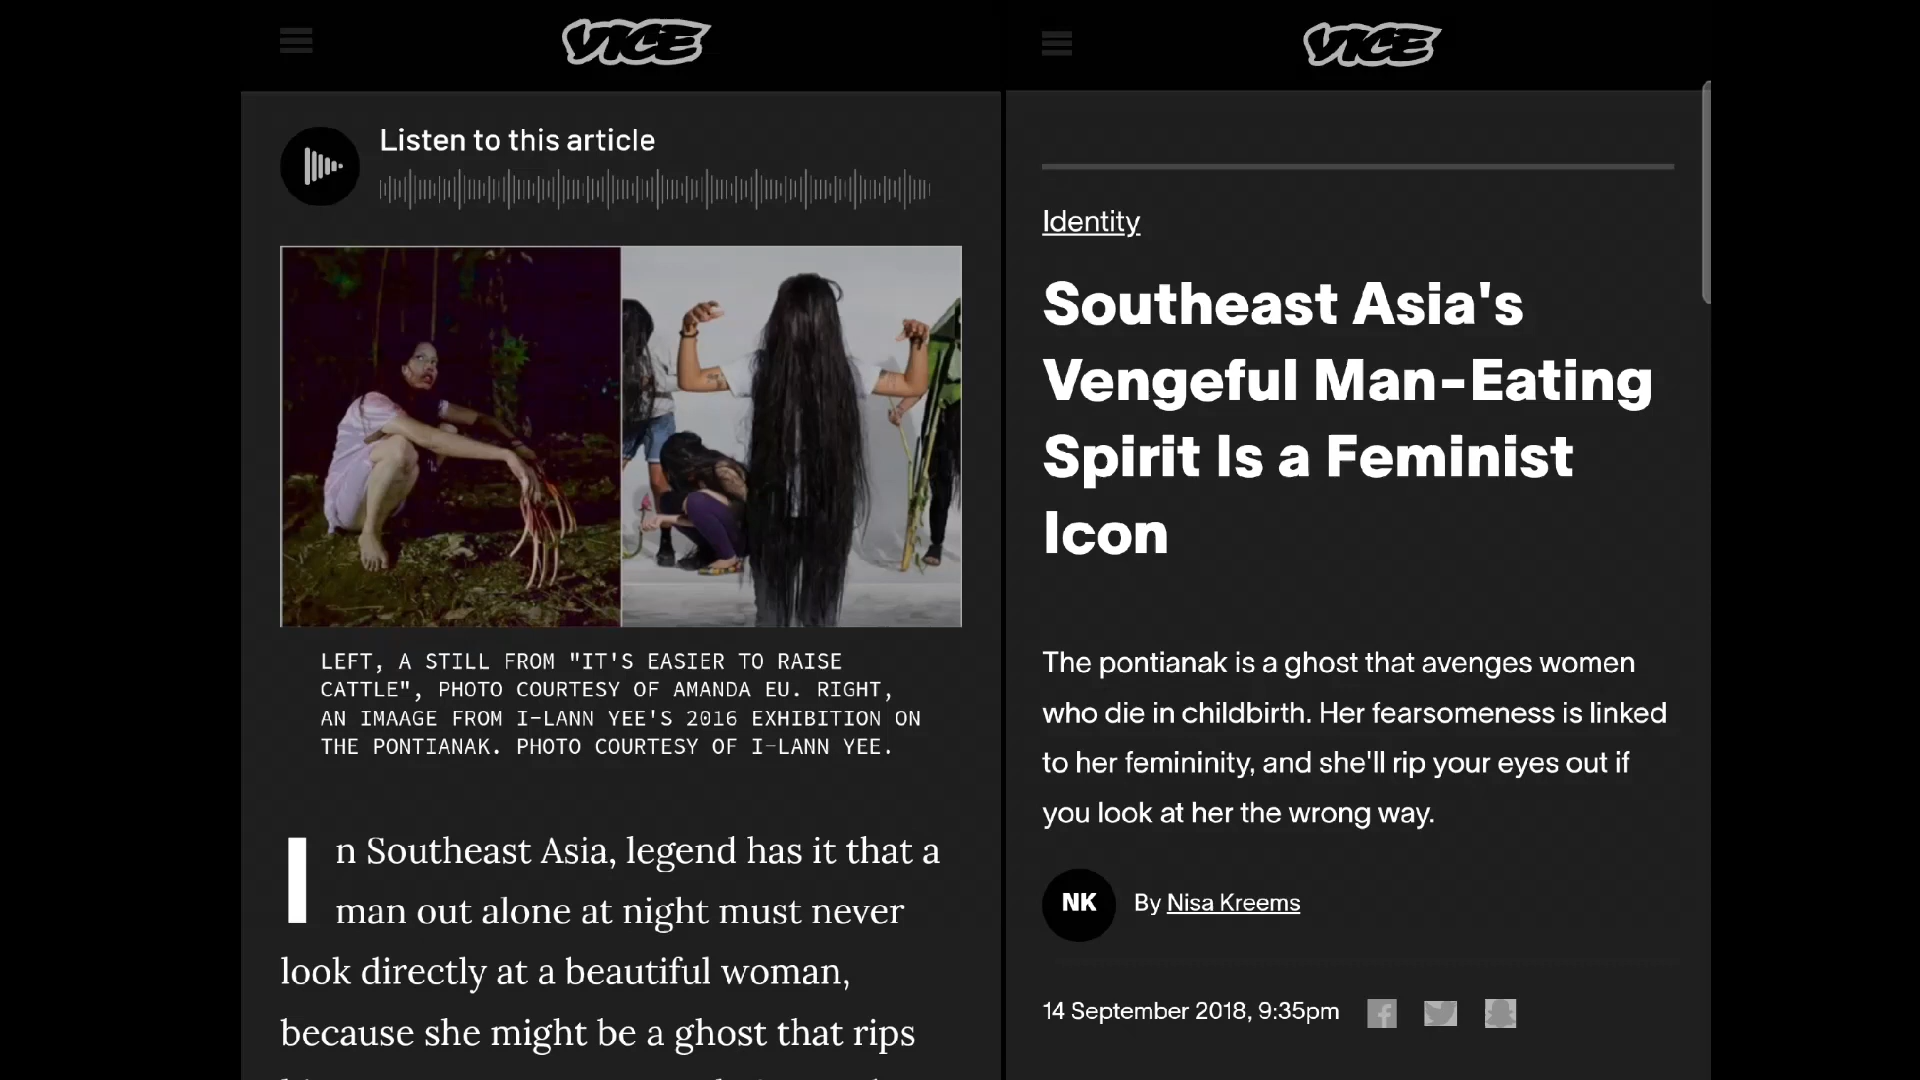 VICE
Listen to this article
LEFT, A STILL FROM "IT'S EASIER TO RAISE
CATTLE", PHOTO COURTESY OF AMANDA EU. RIGHT,
AN IMAAGE FROM I-LANN YEE'S 2016 EXHIBITION ON
THE PONTIANAK. PHOTO COURTESY OF I-LANN YEE.
In Southeast Asia, legend has it that a
man out alone at night must never
look directly at a beautiful woman,
because she might be a ghost that rips
VICE
Identity
Southeast Asia's
Vengeful Man-Eating
Spirit Is a Feminist
Icon
The pontianak is a ghost that avenges women
who die in childbirth. Her fearsomeness is linked
to her femininity, and she'll rip your eyes out if
you look at her the wrong way.
NK
By Nisa Kreems
14 September 2018, 9:35pm